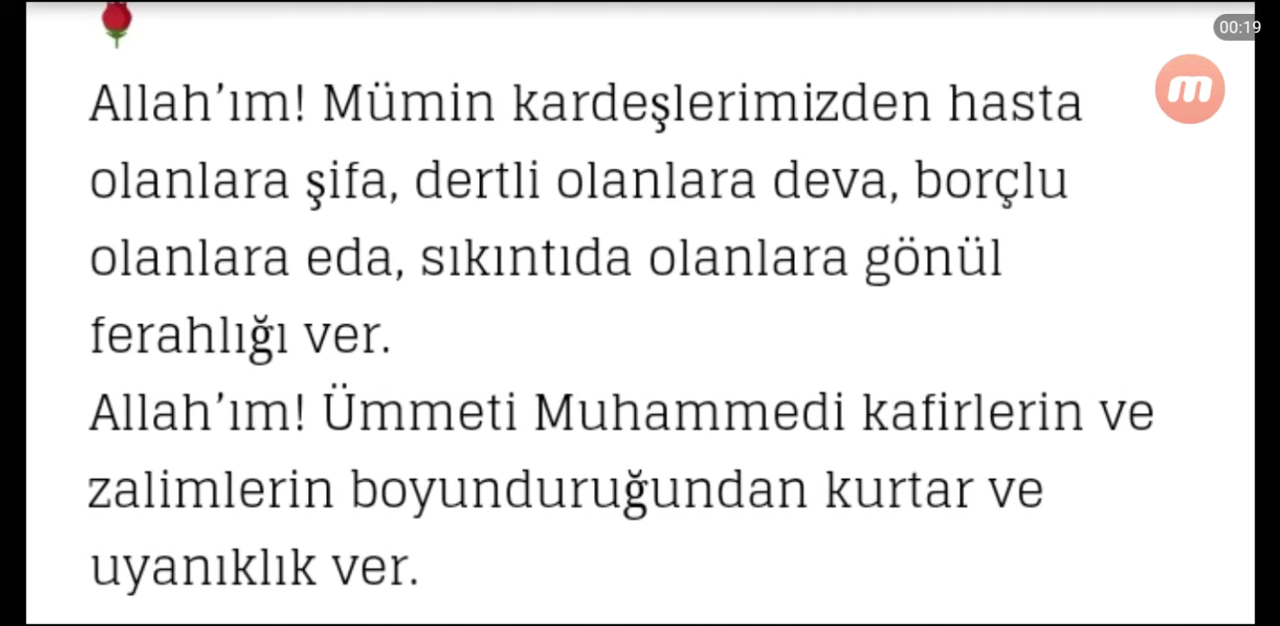 00:19
m
Allah’ım! Mümin kardeşlerimizden hasta
olanlara şifa, dertli olanlara deva, borçlu
olanlara eda, sıkıntıda olanlara gönül
ferahlığı ver.
Allah’ım! Ümmeti Muhammedi kafirlerin ve
zalimlerin boyunduruğundan kurtar ve
uyanıklık ver.